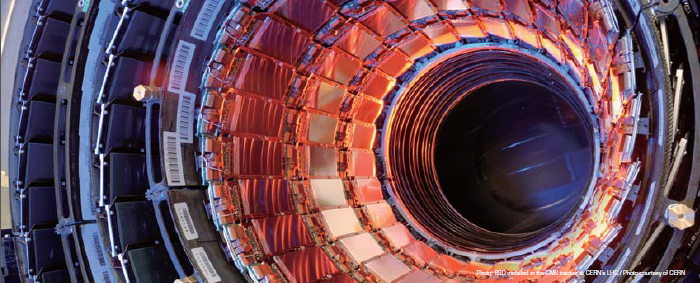 Photo: SSD installed in the CMS tracker at CERN's LHC / Photo courtesy of CERN